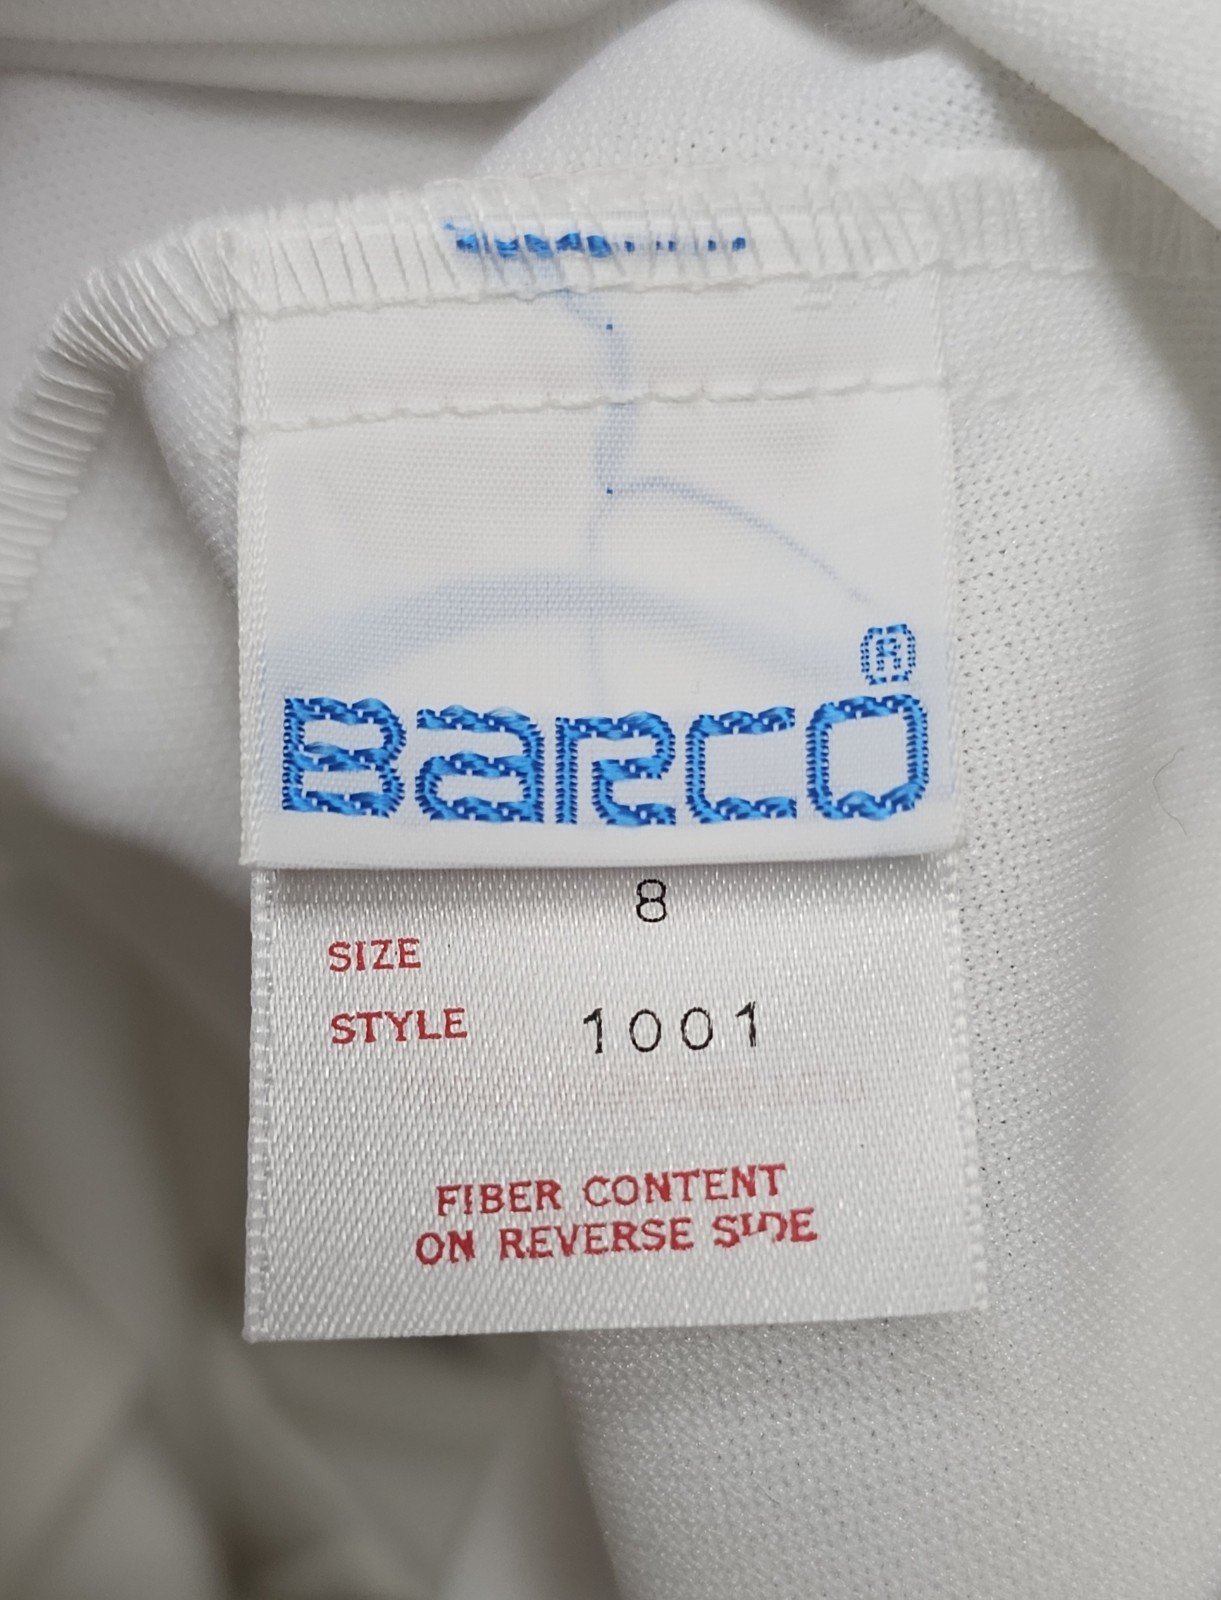 BARCO®
8
SIZE
STYLE 1001
FIBER CONTENT
ON REVERSE SIDE